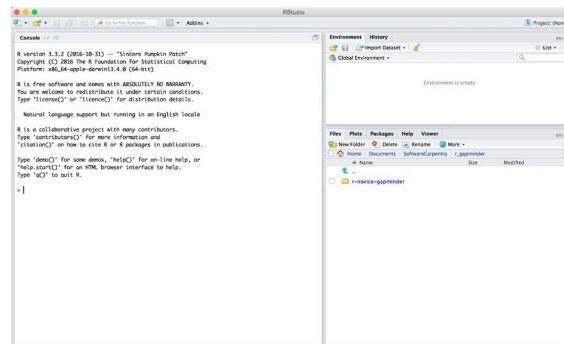 RStudio
Go to file/function
Addins
Project: (Non
Console ~/
R version 3.3.2 (2016-10-31) -- "Sincere Pumpkin Patch"
Copyright (C) 2016 The R Foundation for Statistical Computing
Platform: x86_64-apple-darwin13.4.0 (64-bit)
R is free software and comes with ABSOLUTELY NO WARRANTY.
You are welcome to redistribute it under certain conditions.
Type 'license()' or 'licence()' for distribution details.
Natural language support but running in an English locale
R is a collaborative project with many contributors.
Type 'contributors()' for more information and
'citation()' on how to cite R or R packages in publications.
Type 'demo()' for some demos, 'help()' for on-line help, or
'help.start()' for an HTML browser interface to help.
Type 'q()' to quit R.
>
Environment History
Import Dataset
List
Global Environment
Environment is empty
Files Plots Packages Help Viewer
New Folder Delete Rename More
Home Documents SoftwareCarpentry r_gapminder
Name Size Modified
..
r-novice-gapminder